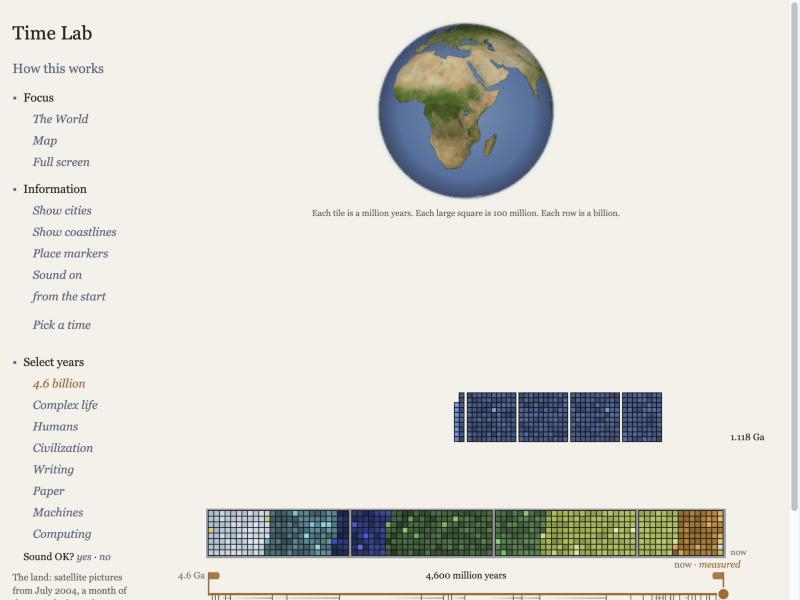 Time Lab
How this works
• Focus
The World
Map
Full screen
• Information
Show cities
Show coastlines
Place markers
Sound on
from the start
Pick a time
• Select years
4.6 billion
Complex life
Humans
Civilization
Writing
Paper
Machines
Computing
Sound OK? yes · no
The land: satellite pictures
from July 2004, a month of
Each tile is a million years. Each large square is 100 million. Each row is a billion.
1.118 Ga
now
now · measured
4.6 Ga
4,600 million years